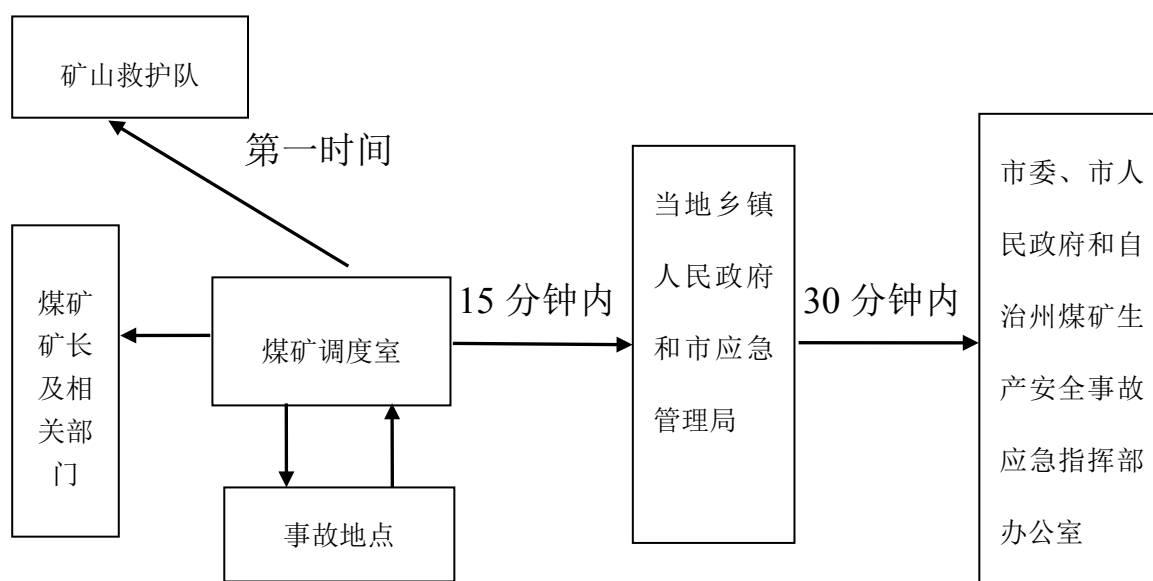 矿山救护队
第一时间
煤矿
矿长
及相
关部
门
煤矿调度室
事故地点
15 分钟内
当地乡镇
人民政府
和市应急
管理局
30 分钟内
市委、市人
民政府和自
治州煤矿生
产安全事故
应急指挥部
办公室